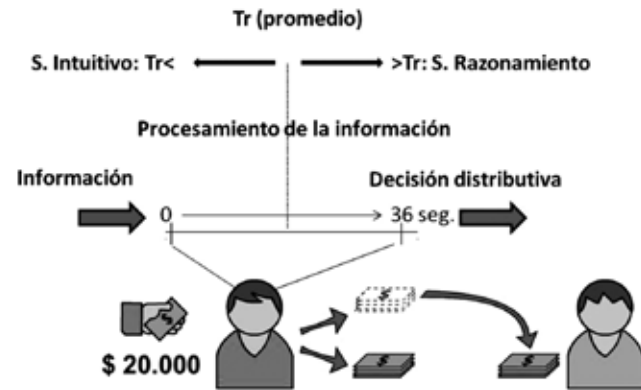 Tr (promedio)
S. Intuitivo: Tr< >Tr: S. Razonamiento
Procesamiento de la información
Información Decisión distributiva
0 36 seg.
$ $
$ 20.000 $ $